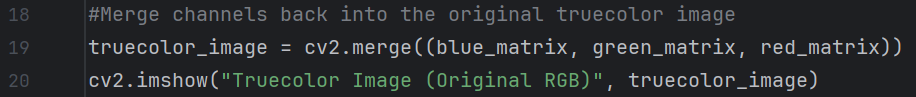 18 #Merge channels back into the original truecolor image
19 truecolor_image = cv2.merge((blue_matrix, green_matrix, red_matrix))
20 cv2.imshow("Truecolor Image (Original RGB)", truecolor_image)